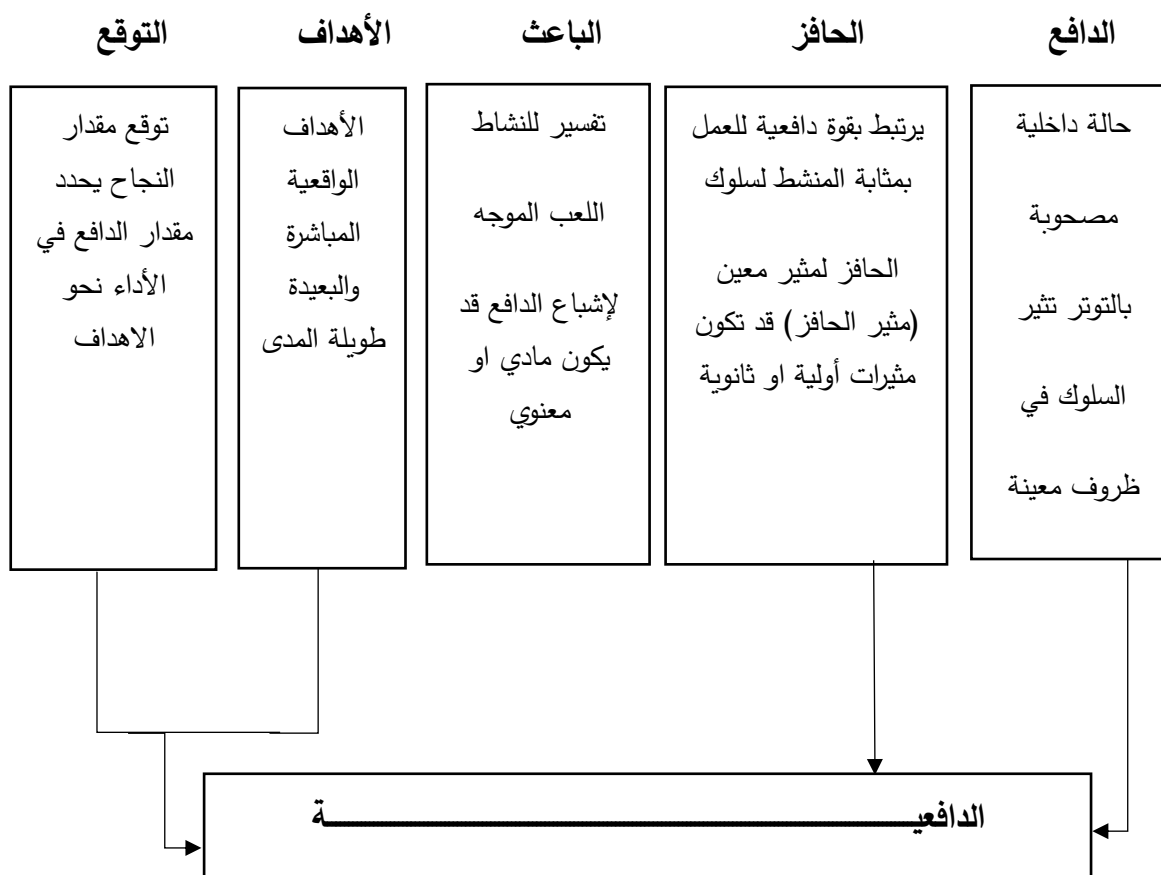 الدافع
الحافز
الباعث
الأهداف
التوقع
حالة داخلية
مصحوبة
بالتوتر تثير
السلوك في
ظروف معينة
يرتبط بقوة دافعية للعمل
بمثابة المنشط لسلوك
الحافز لمثير معين
(مثير الحافز) قد تكون
مثيرات أولية او ثانوية
تفسير للنشاط
اللعب الموجه
لإشباع الدافع قد
يكون مادي او
معنوي
الأهداف
الواقعية
المباشرة
والبعيدة
طويلة المدى
توقع مقدار
النجاح يحدد
مقدار الدافع في
الأداء نحو
الاهداف
الدافعيـــــــــــــــــــــــــــــــــــــــــة